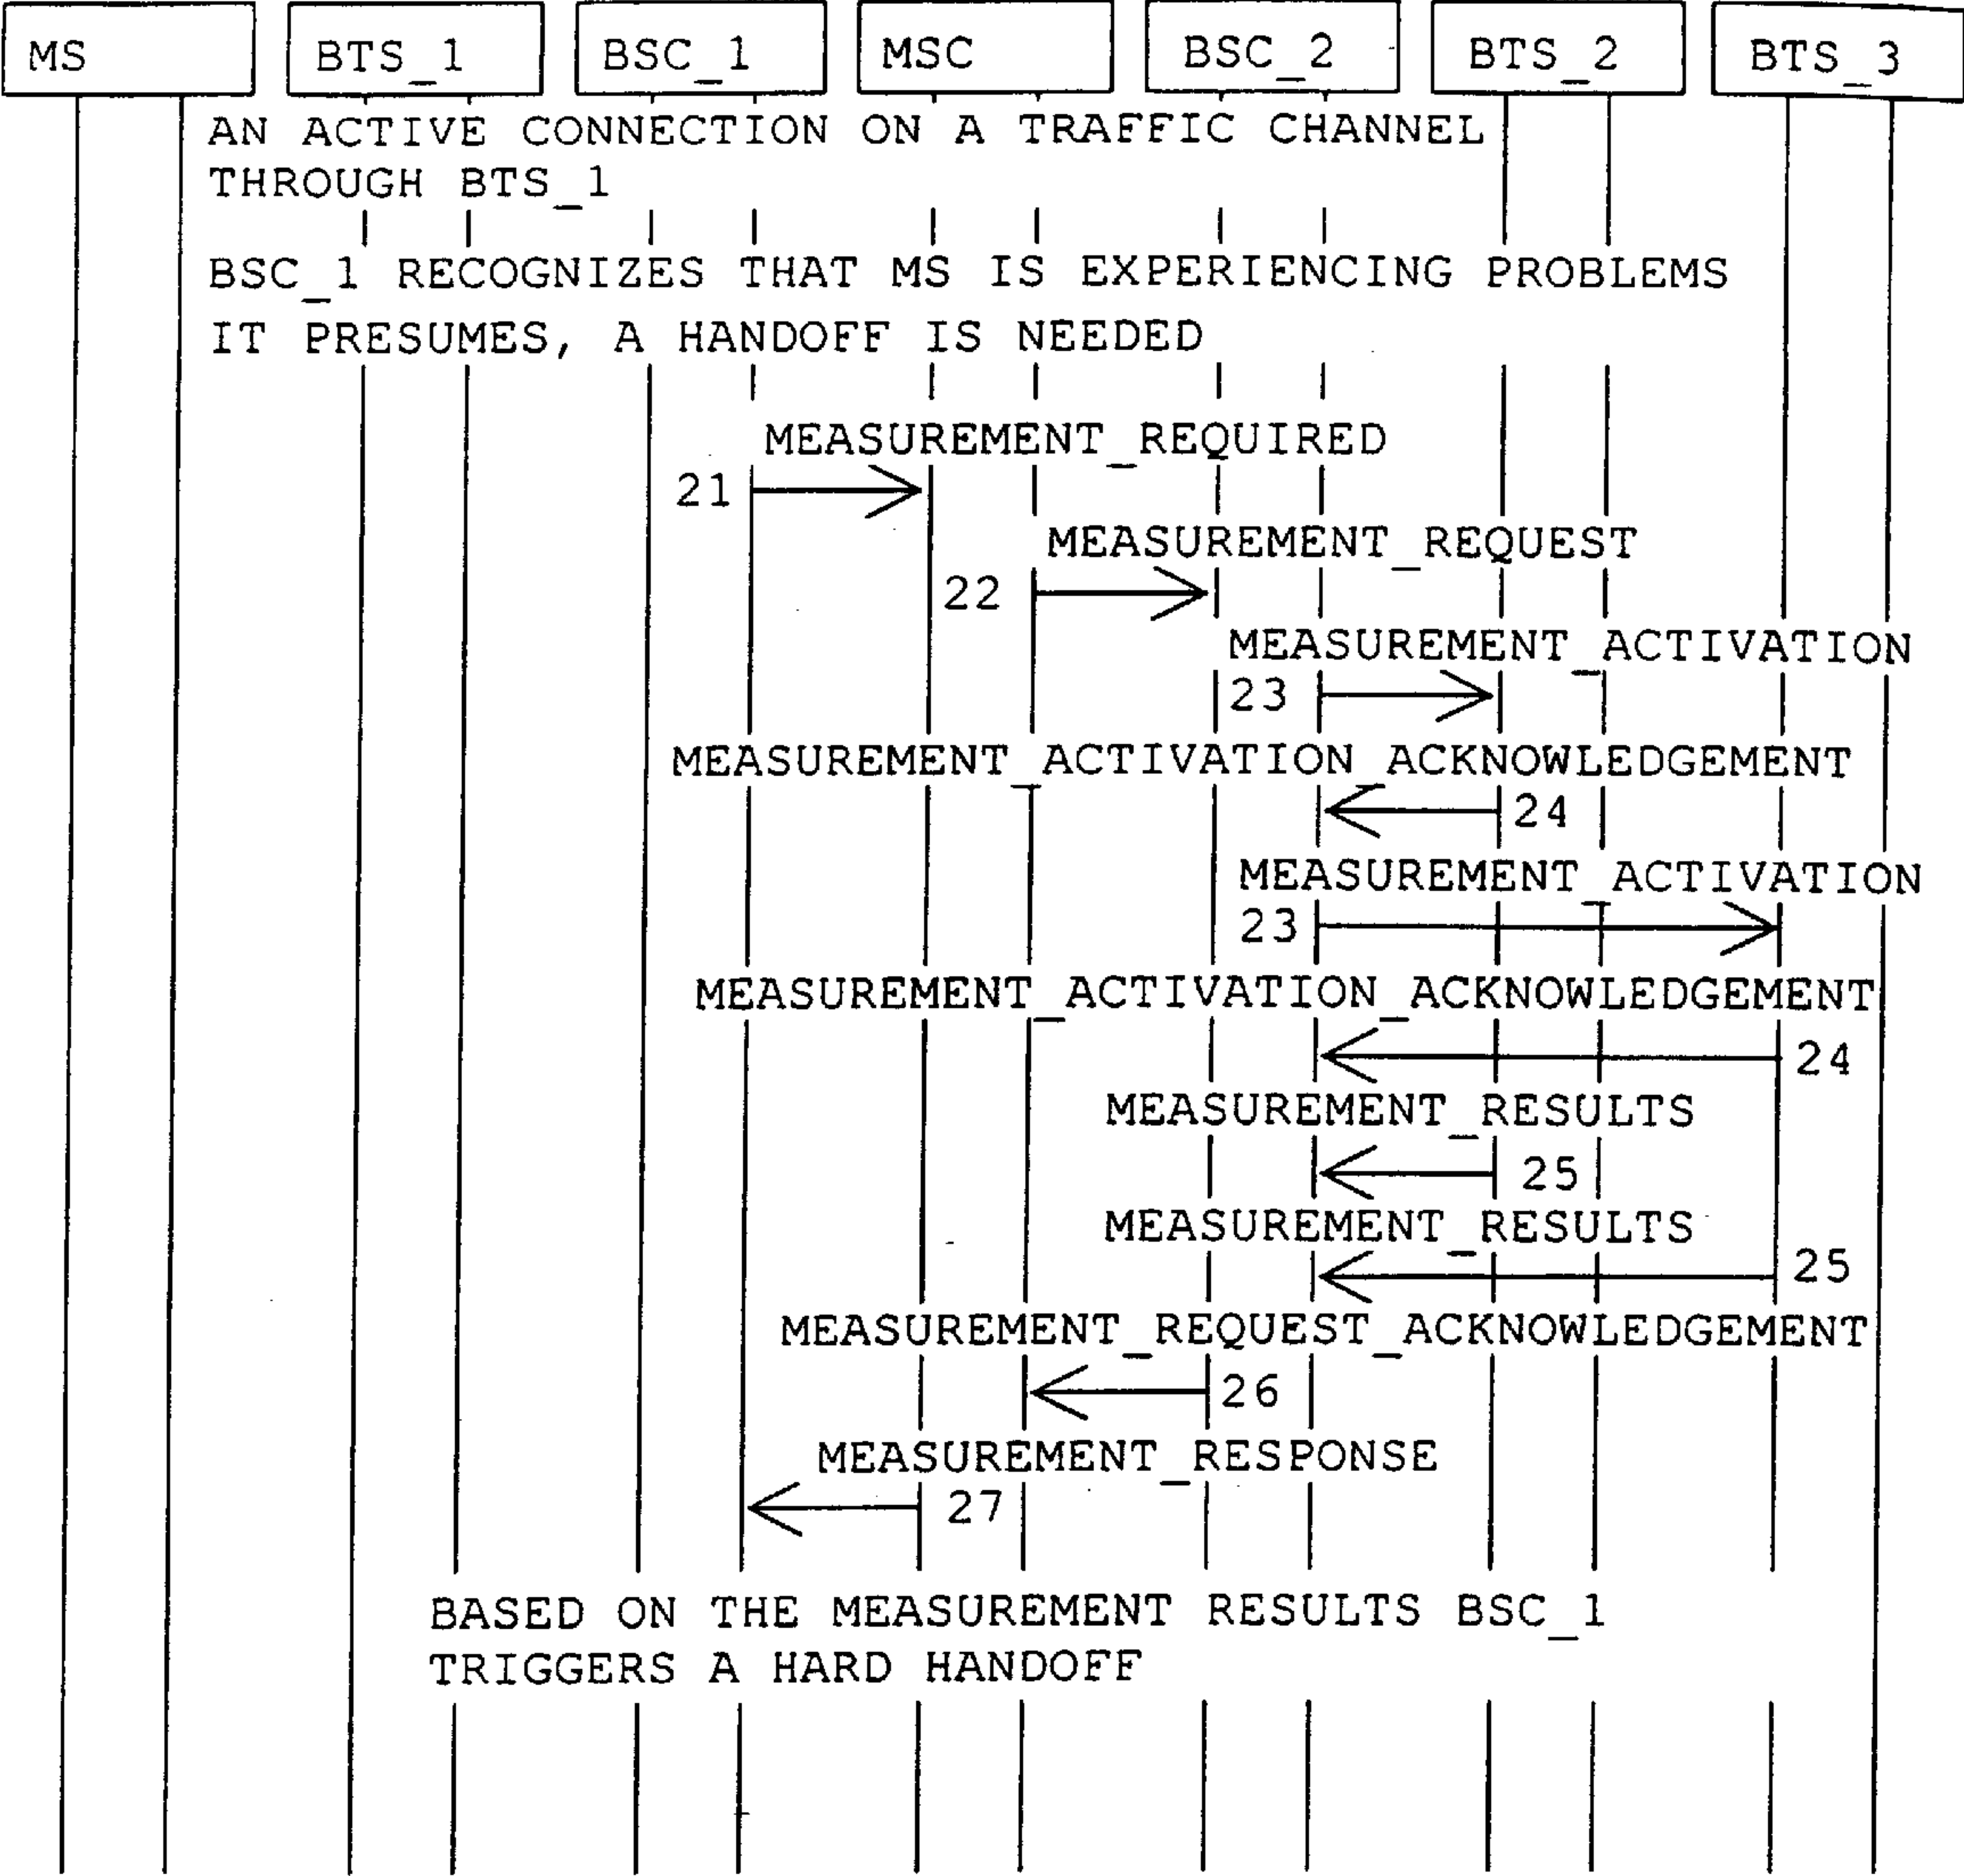 MS BTS_1 BSC_1 MSC BSC_2 BTS_2 BTS_3
AN ACTIVE CONNECTION ON A TRAFFIC CHANNEL
THROUGH BTS_1
BSC_1 RECOGNIZES THAT MS IS EXPERIENCING PROBLEMS
IT PRESUMES, A HANDOFF IS NEEDED
MEASUREMENT_REQUIRED
21
MEASUREMENT_REQUEST
22
MEASUREMENT_ACTIVATION
23
MEASUREMENT_ACTIVATION_ACKNOWLEDGEMENT
24
MEASUREMENT_ACTIVATION
23
MEASUREMENT_ACTIVATION_ACKNOWLEDGEMENT
24
MEASUREMENT_RESULTS
25
MEASUREMENT_RESULTS
25
MEASUREMENT_REQUEST_ACKNOWLEDGEMENT
26
MEASUREMENT_RESPONSE
27
BASED ON THE MEASUREMENT RESULTS BSC_1
TRIGGERS A HARD HANDOFF